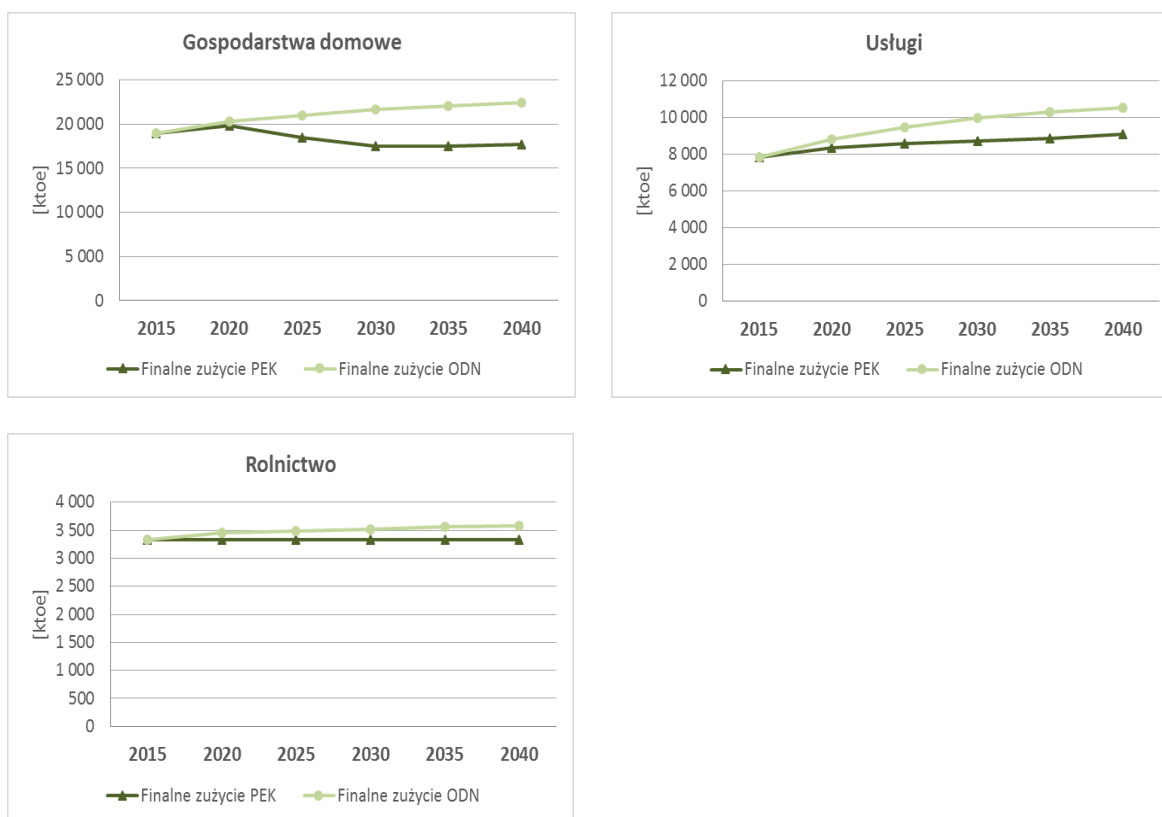 Gospodarstwa domowe
25 000
20 000
15 000
10 000
5 000
0
[ktoe]
2015 2020 2025 2030 2035 2040
Finalne zużycie PEK Finalne zużycie ODN
Usługi
12 000
10 000
8 000
6 000
4 000
2 000
0
[ktoe]
2015 2020 2025 2030 2035 2040
Finalne zużycie PEK Finalne zużycie ODN
Rolnictwo
4 000
3 500
3 000
2 500
2 000
1 500
1 000
500
0
[ktoe]
2015 2020 2025 2030 2035 2040
Finalne zużycie PEK Finalne zużycie ODN